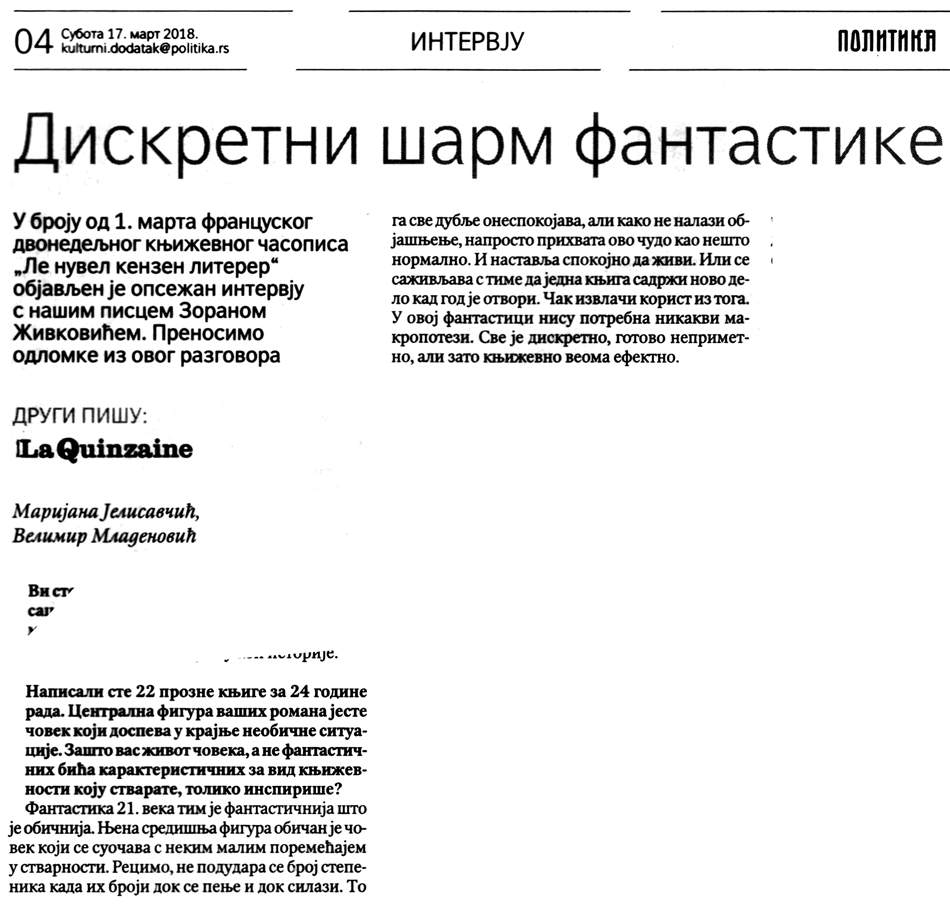 04 Субота 17. март 2018.
kulturni.dodatak@politika.rs
ИНТЕРВЈУ
ПОЛИТИКА
Дискретни шарм фантастике
У броју од 1. марта француског
двонедељног књижевног часописа
„Ле нувел кензен литерер“
објављен је опсежан интервју
с нашим писцем Зораном
Живковићем. Преносимо
одломке из овог разговора
ДРУГИ ПИШУ:
La Quinzaine
Маријана Јелисавчић,
Велимир Младеновић
Ви
историје.
Написали сте 22 прозне књиге за 24 године
рада. Централна фигура ваших романа јесте
човек који доспева у крајње необичне ситуа-
ције. Зашто вас живот човека, а не фантастич-
них бића карактеристичних за вид књижев-
ности коју стварате, толико инспирише?
Фантастика 21. века тим је фантастичнија што
је обичнија. Њена средишња фигура обичан је чо-
век који се суочава с неким малим поремећајем
у стварности. Рецимо, не подудара се број степе-
ника када их броји док се пење и док силази. То
га све дубље онеспокојава, али како не налази об-
јашњење, напросто прихвата ово чудо као нешто
нормално. И наставља спокојно да живи. Или се
саживљава с тиме да једна књига садржи ново де-
ло кад год је отвори. Чак извлачи корист из тога.
У овој фантастици нису потребна никакви ма-
кропотези. Све је дискретно, готово непримет-
но, али зато књижевно веома ефектно.